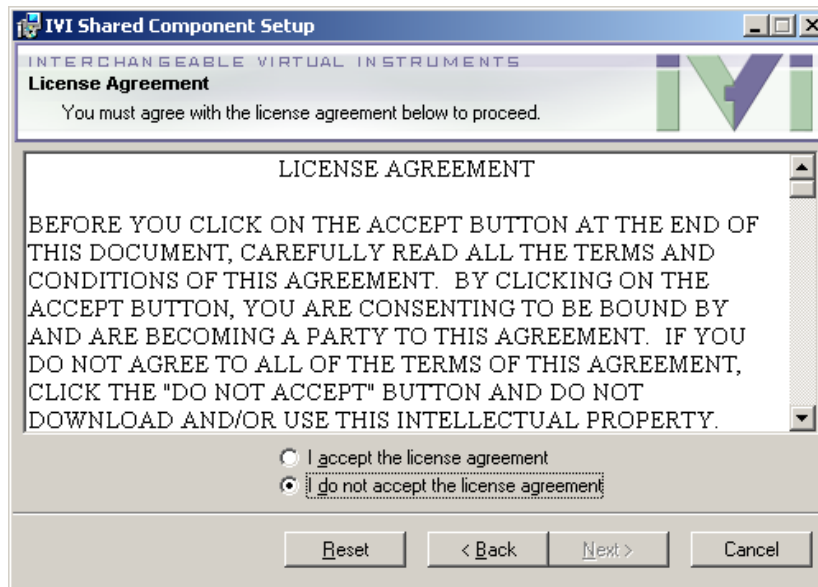 IVI Shared Component Setup
INTERCHANGEABLE VIRTUAL INSTRUMENTS
IVI
License Agreement
You must agree with the license agreement below to proceed.
LICENSE AGREEMENT
BEFORE YOU CLICK ON THE ACCEPT BUTTON AT THE END OF
THIS DOCUMENT, CAREFULLY READ ALL THE TERMS AND
CONDITIONS OF THIS AGREEMENT.  BY CLICKING ON THE
ACCEPT BUTTON, YOU ARE CONSENTING TO BE BOUND BY
AND ARE BECOMING A PARTY TO THIS AGREEMENT.  IF YOU
DO NOT AGREE TO ALL OF THE TERMS OF THIS AGREEMENT,
CLICK THE "DO NOT ACCEPT" BUTTON AND DO NOT
DOWNLOAD AND/OR USE THIS INTELLECTUAL PROPERTY.
I accept the license agreement
I do not accept the license agreement
Reset
< Back
Next >
Cancel